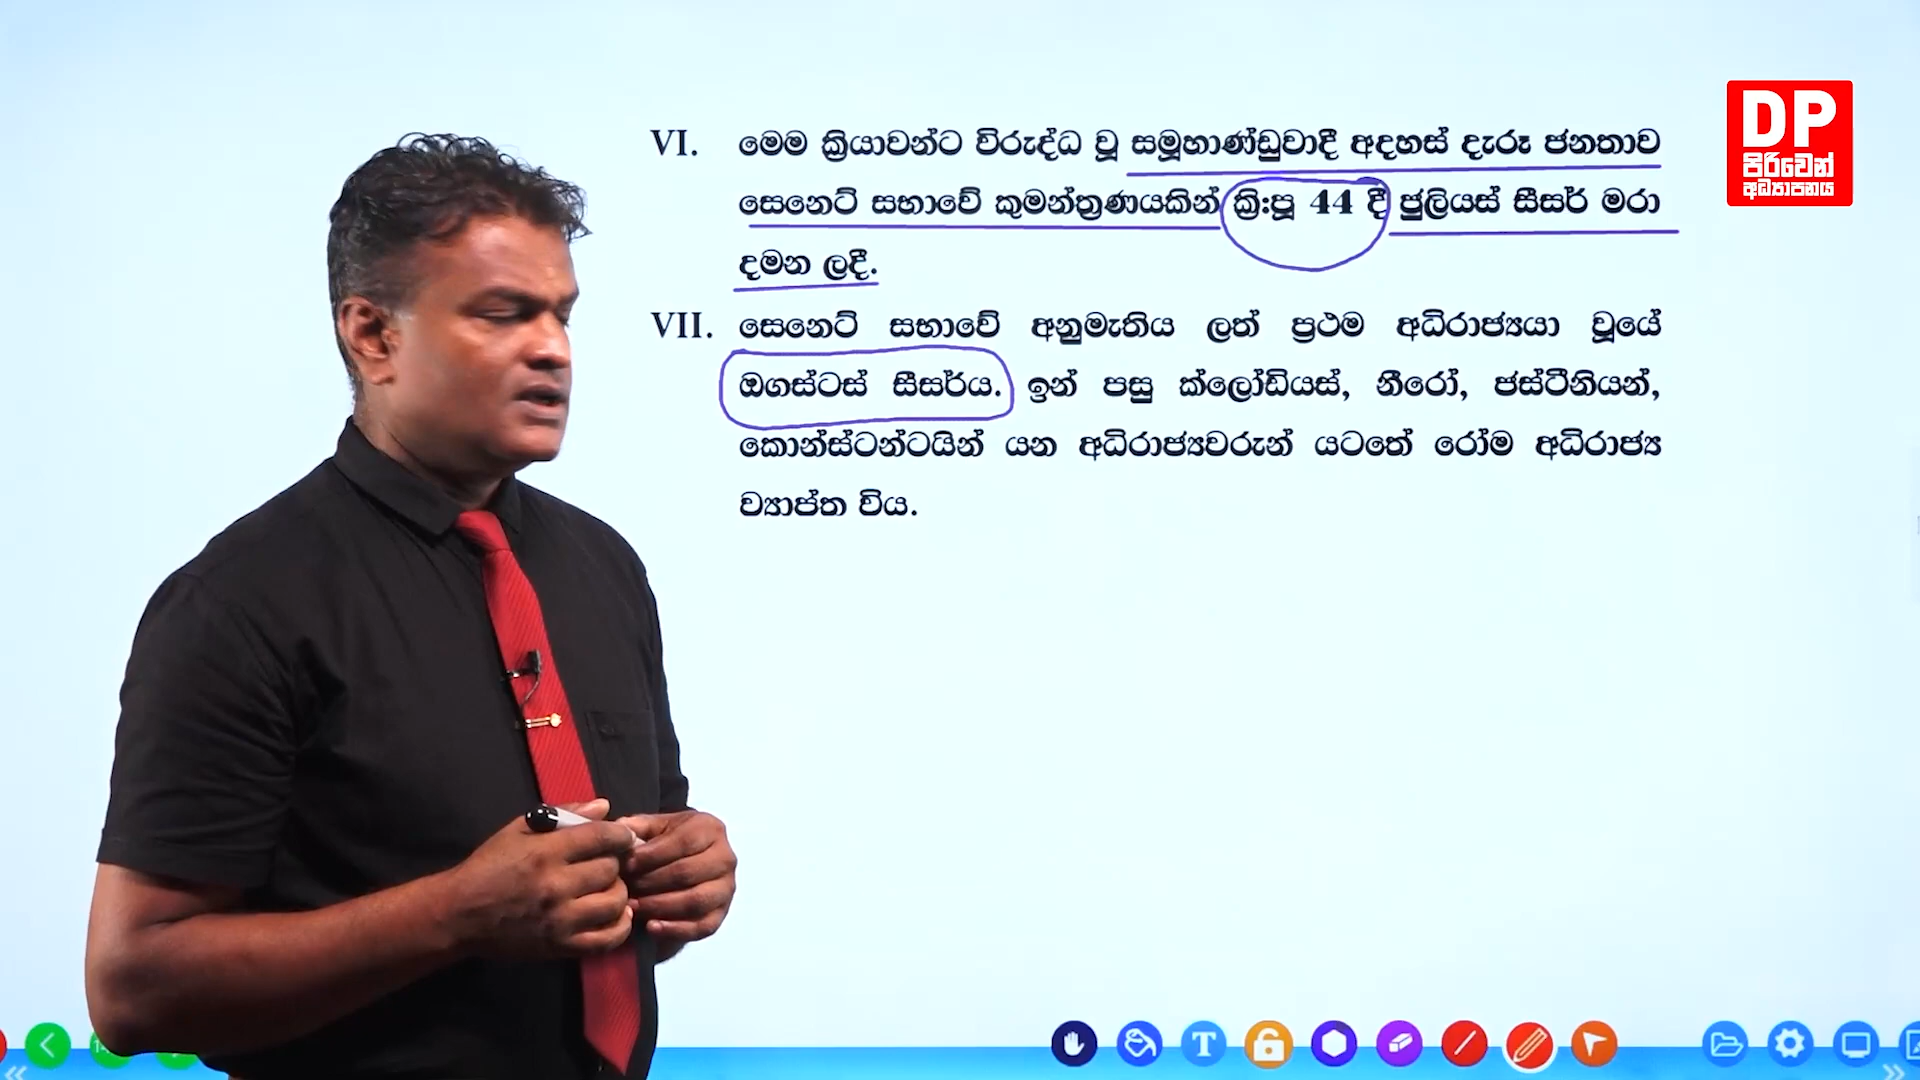 VI. මෙම ක්‍රියාවන්ට විරුද්ධ වූ සමූහාණ්ඩුවාදී අදහස් දැරූ ජනතාව
සෙනෙට් සභාවේ කුමන්ත්‍රණයකින් ක්‍රි:පූ 44 දී ජුලියස් සීසර් මරා
දමන ලදී.
VII. සෙනෙට් සභාවේ අනුමැතිය ලත් ප්‍රථම අධිරාජ්‍යයා වූයේ
ඔගස්ටස් සීසර්ය. ඉන් පසු ක්ලෝඩියස්, නීරෝ, ජස්ටීනියන්,
කොන්ස්ටන්ටයින් යන අධිරාජ්‍යවරුන් යටතේ රෝම අධිරාජ්‍ය
ව්‍යාප්ත විය.
DP
පිරිවෙන්
අධ්‍යාපනය
T